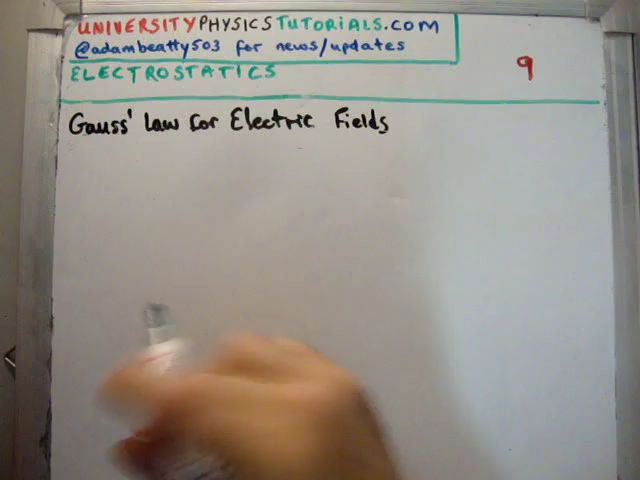 UNIVERSITYPHYSICSTUTORIALS.COM
@adambeatty503 for news/updates
ELECTROSTATICS
9
Gauss' Law for Electric Fields